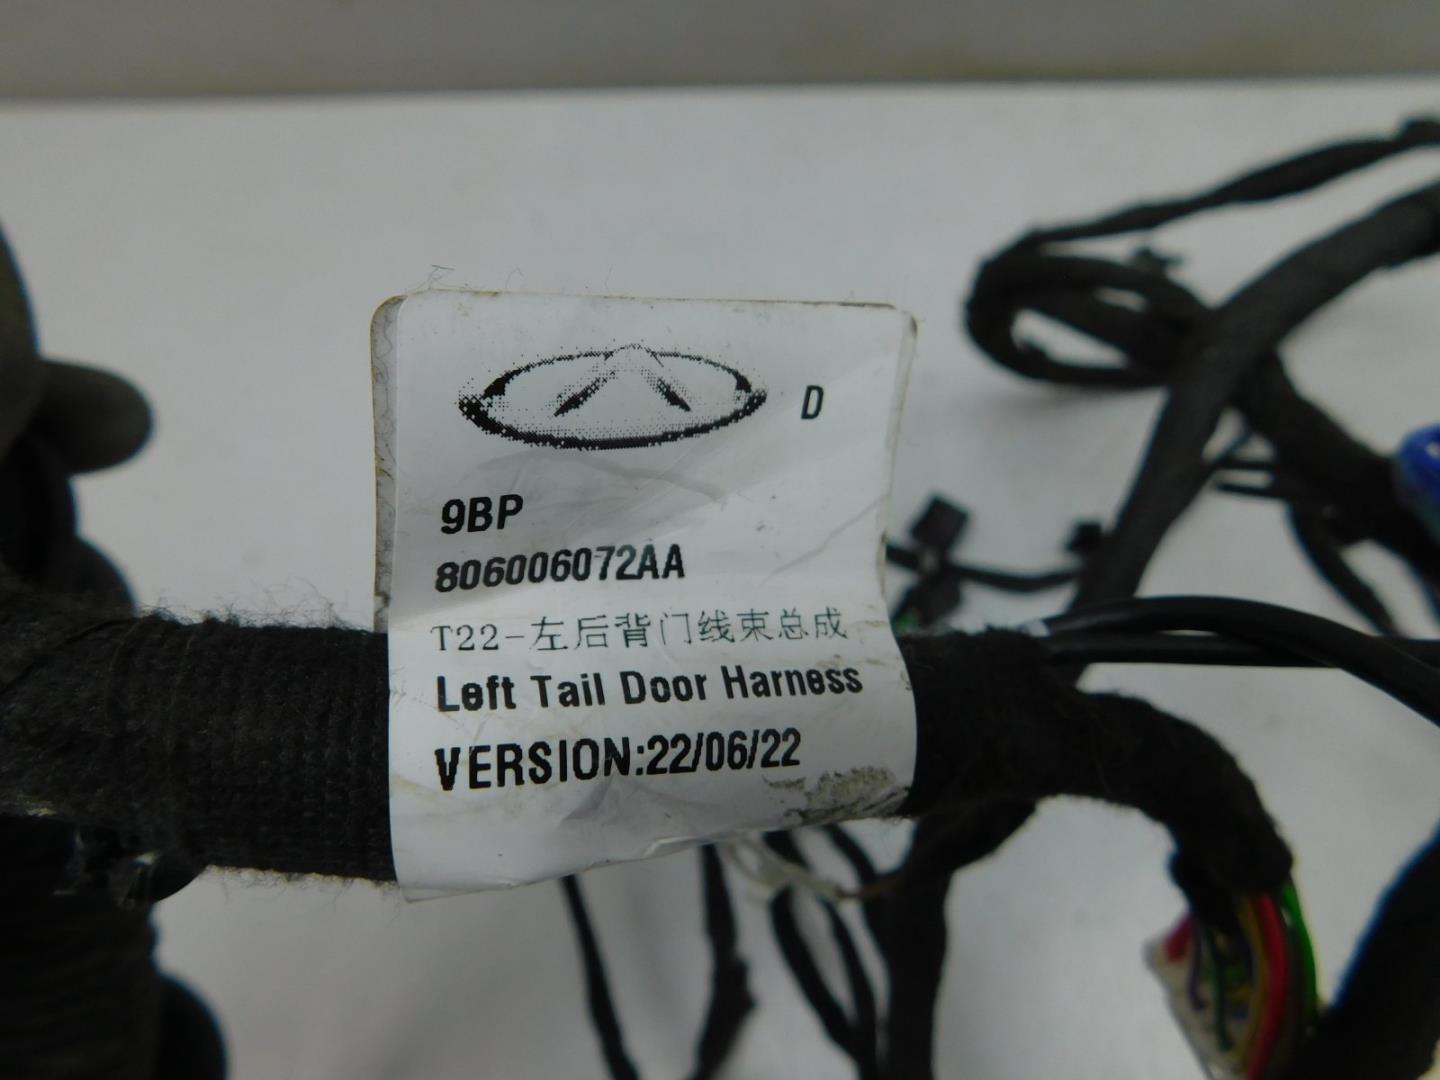 D
9BP
806006072AA
T22-左后背门线束总成
Left Tail Door Harness
VERSION:22/06/22